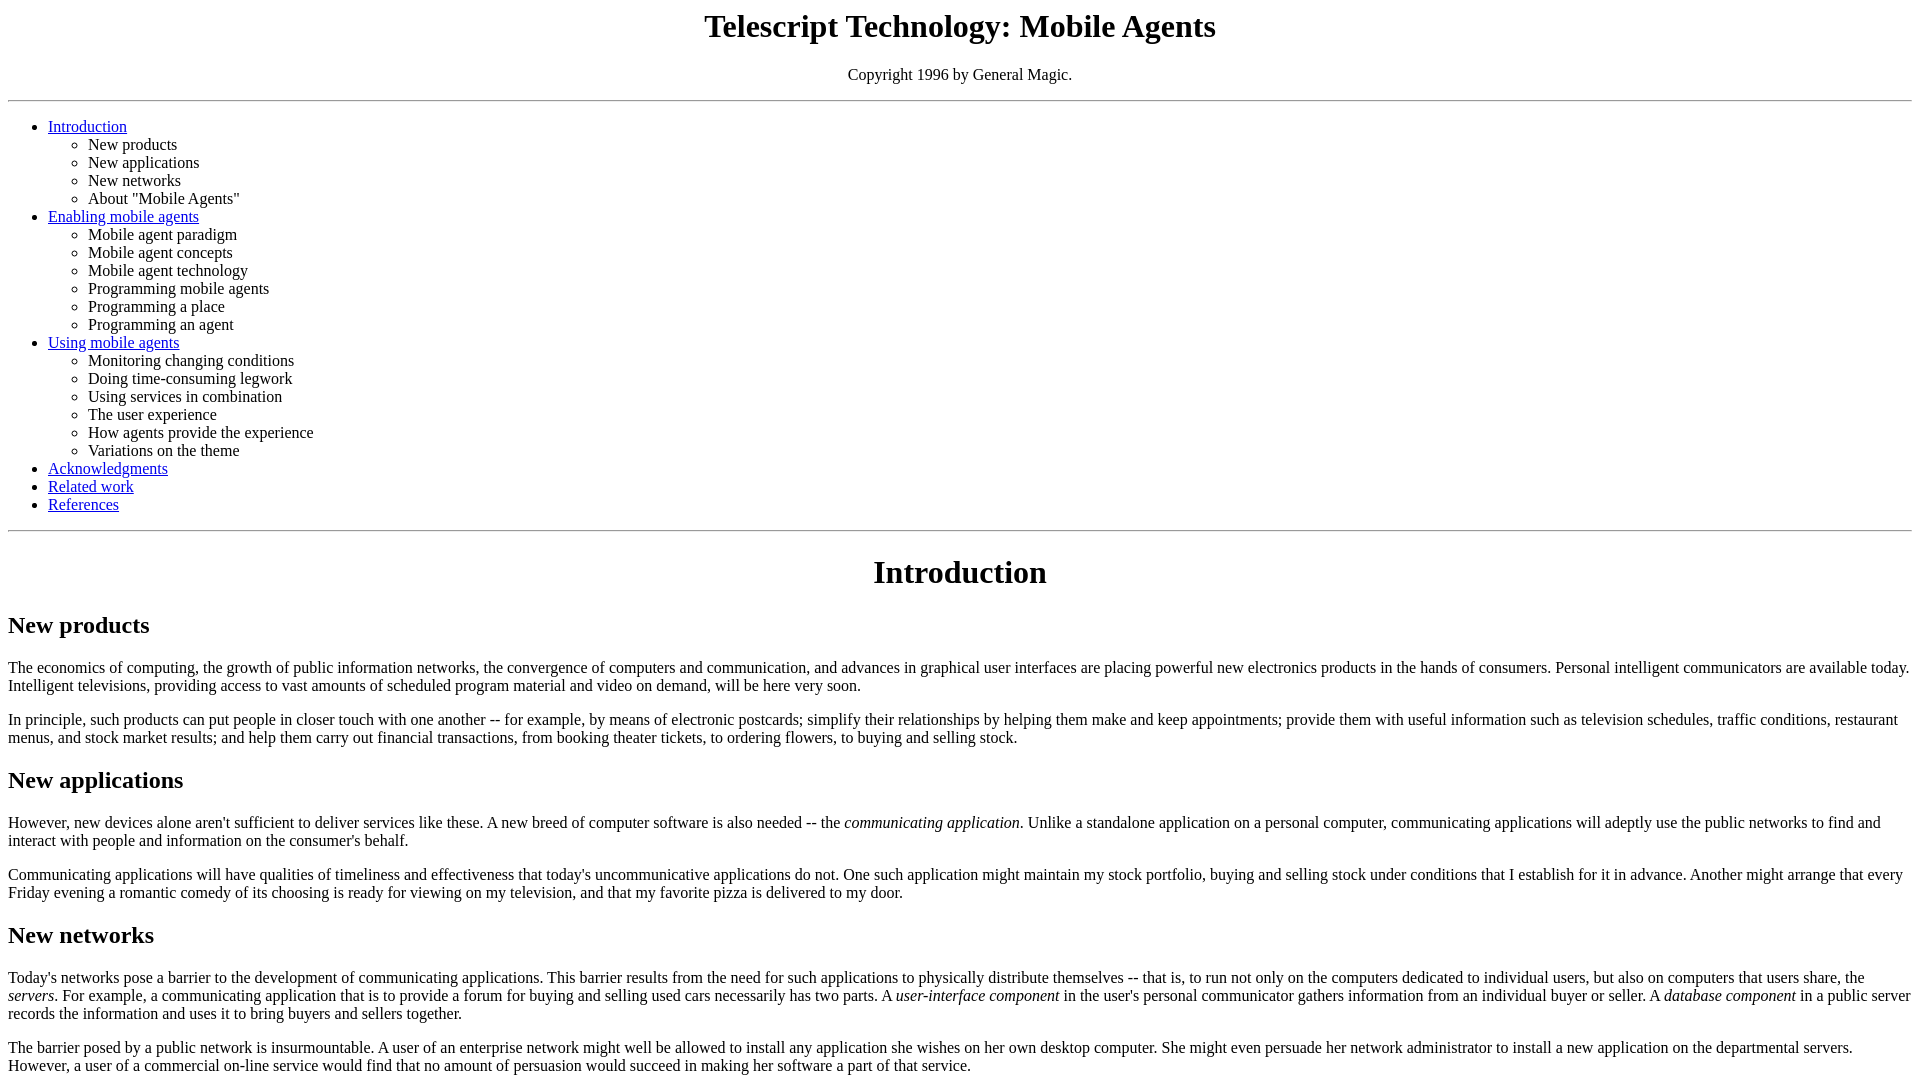 Telescript Technology: Mobile Agents
Copyright 1996 by General Magic.
Introduction
New products
New applications
New networks
About "Mobile Agents"
Enabling mobile agents
Mobile agent paradigm
Mobile agent concepts
Mobile agent technology
Programming mobile agents
Programming a place
Programming an agent
Using mobile agents
Monitoring changing conditions
Doing time-consuming legwork
Using services in combination
The user experience
How agents provide the experience
Variations on the theme
Acknowledgments
Related work
References
Introduction
New products
The economics of computing, the growth of public information networks, the convergence of computers and communication, and advances in graphical user interfaces are placing powerful new electronics products in the hands of consumers. Personal intelligent communicators are available today.
Intelligent televisions, providing access to vast amounts of scheduled program material and video on demand, will be here very soon.
In principle, such products can put people in closer touch with one another -- for example, by means of electronic postcards; simplify their relationships by helping them make and keep appointments; provide them with useful information such as television schedules, traffic conditions, restaurant
menus, and stock market results; and help them carry out financial transactions, from booking theater tickets, to ordering flowers, to buying and selling stock.
New applications
However, new devices alone aren't sufficient to deliver services like these. A new breed of computer software is also needed -- the communicating application. Unlike a standalone application on a personal computer, communicating applications will adeptly use the public networks to find and
interact with people and information on the consumer's behalf.
Communicating applications will have qualities of timeliness and effectiveness that today's uncommunicative applications do not. One such application might maintain my stock portfolio, buying and selling stock under conditions that I establish for it in advance. Another might arrange that every
Friday evening a romantic comedy of its choosing is ready for viewing on my television, and that my favorite pizza is delivered to my door.
New networks
Today's networks pose a barrier to the development of communicating applications. This barrier results from the need for such applications to physically distribute themselves -- that is, to run not only on the computers dedicated to individual users, but also on computers that users share, the
servers. For example, a communicating application that is to provide a forum for buying and selling used cars necessarily has two parts. A user-interface component in the user's personal communicator gathers information from an individual buyer or seller. A database component in a public server
records the information and uses it to bring buyers and sellers together.
The barrier posed by a public network is insurmountable. A user of an enterprise network might well be allowed to install any application she wishes on her own desktop computer. She might even persuade her network administrator to install a new application on the departmental servers.
However, a user of a commercial on-line service would find that no amount of persuasion would succeed in making her software a part of that service.